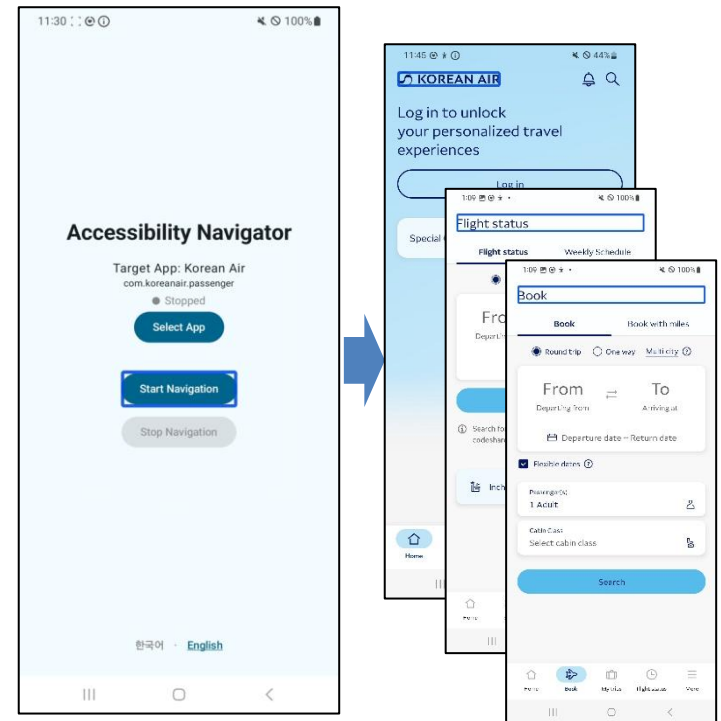 11:30
100%
Accessibility Navigator
Target App: Korean Air
com.koreanair.passenger
Stopped
Select App
Start Navigation
Stop Navigation
한국어 · English
11:45
44%
KOREAN AIR
Log in to unlock
your personalized travel
experiences
Log in
Special
Home
1:09
100%
Flight status
Flight status Weekly Schedule
Fro
Departin
Search fo
codeshar
Inch
Home
1:09
100%
Book
Book Book with miles
Round trip One way Multi city
From To
Departing from Arriving at
Departure date – Return date
Flexible dates
Passenger(s)
1 Adult
Cabin Class
Select cabin class
Search
Home Book My trips Flight status More